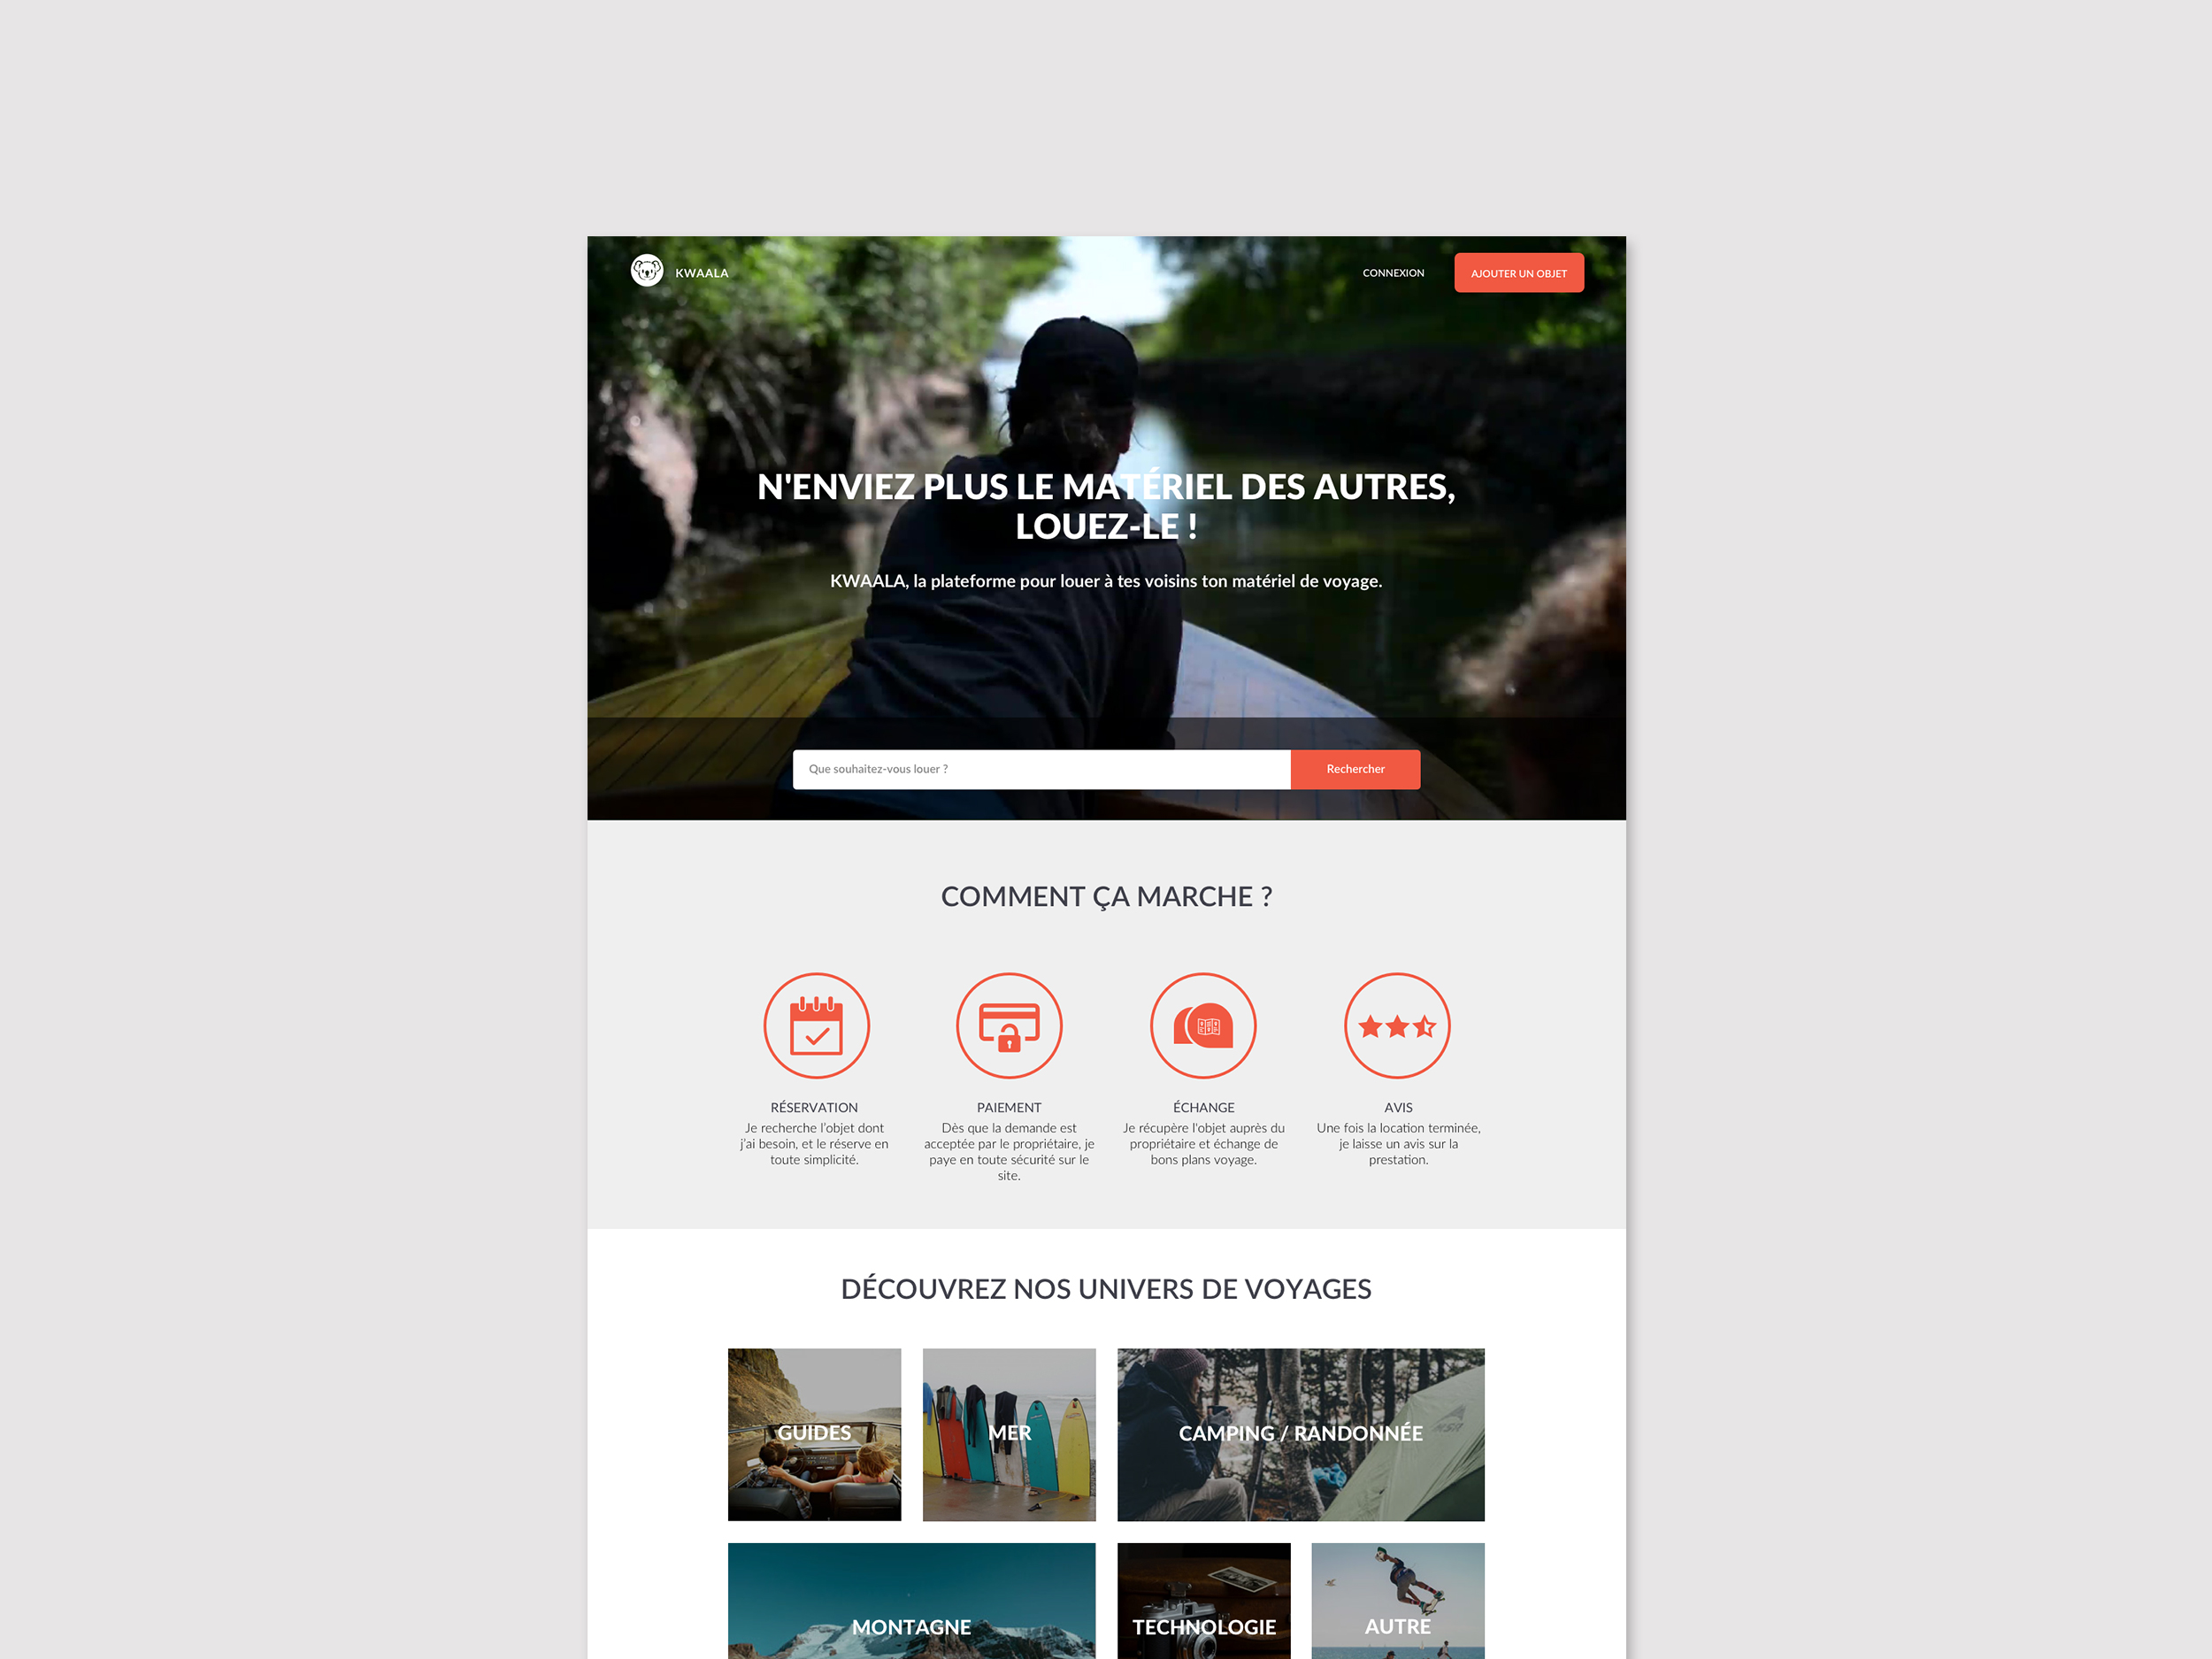 KWAALA
CONNEXION
AJOUTER UN OBJET
N'ENVIEZ PLUS LE MATÉRIEL DES AUTRES,
LOUEZ-LE !
KWAALA, la plateforme pour louer à tes voisins ton matériel de voyage.
Que souhaitez-vous louer ?
Rechercher
COMMENT ÇA MARCHE ?
RÉSERVATION
Je recherche l'objet dont
j'ai besoin, et le réserve en
toute simplicité.
PAIEMENT
Dès que la demande est
acceptée par le propriétaire, je
paye en toute sécurité sur le
site.
ÉCHANGE
Je récupère l'objet auprès du
propriétaire et échange de
bons plans voyage.
AVIS
Une fois la location terminée,
je laisse un avis sur la
prestation.
DÉCOUVREZ NOS UNIVERS DE VOYAGES
GUIDES
MER
CAMPING / RANDONNÉE
MSR
MONTAGNE
TECHNOLOGIE
AUTRE